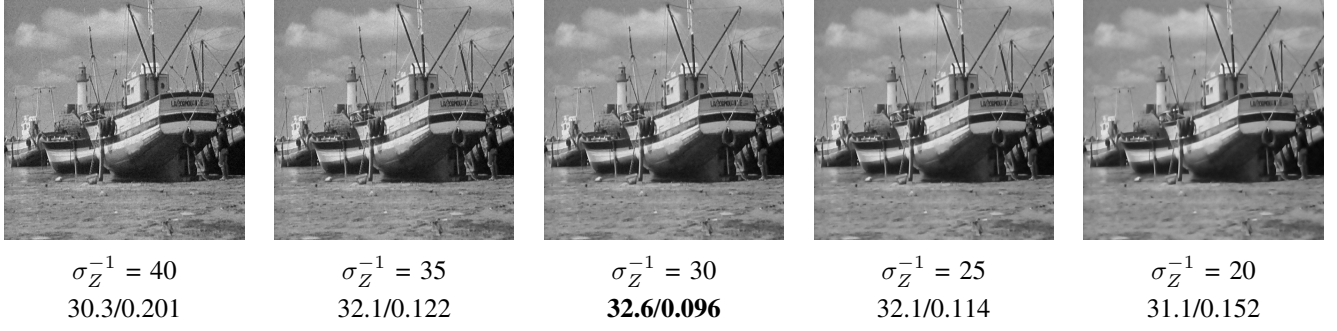 σ_Z^{-1} = 40 σ_Z^{-1} = 35 σ_Z^{-1} = 30 σ_Z^{-1} = 25 σ_Z^{-1} = 20
30.3/0.201 32.1/0.122 32.6/0.096 32.1/0.114 31.1/0.152